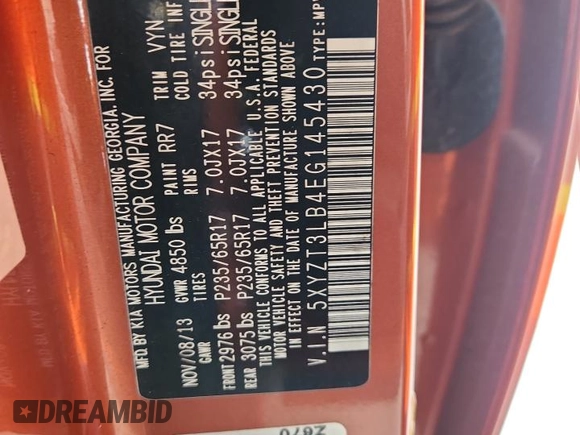 MFD BY KIA MOTORS MANUFACTURING GEORGIA, INC. FOR
HYUNDAI MOTOR COMPANY
NOV/08/13 GVWR 4850 lbs PAINT RR7 TRIM VYN
GAWR TIRES RIMS COLD TIRE INF
FRONT 2976 lbs P235/65R17 7.0JX17 34psi SINGL
REAR 3075 lbs P235/65R17 7.0JX17 34psi SINGL
THIS VEHICLE CONFORMS TO ALL APPLICABLE U.S.A. FEDERAL
MOTOR VEHICLE SAFETY AND THEFT PREVENTION STANDARDS
IN EFFECT ON THE DATE OF MANUFACTURE SHOWN ABOVE
V.I.N 5XYZT3LB4EG145430 TYPE:MPV
DREAMBID